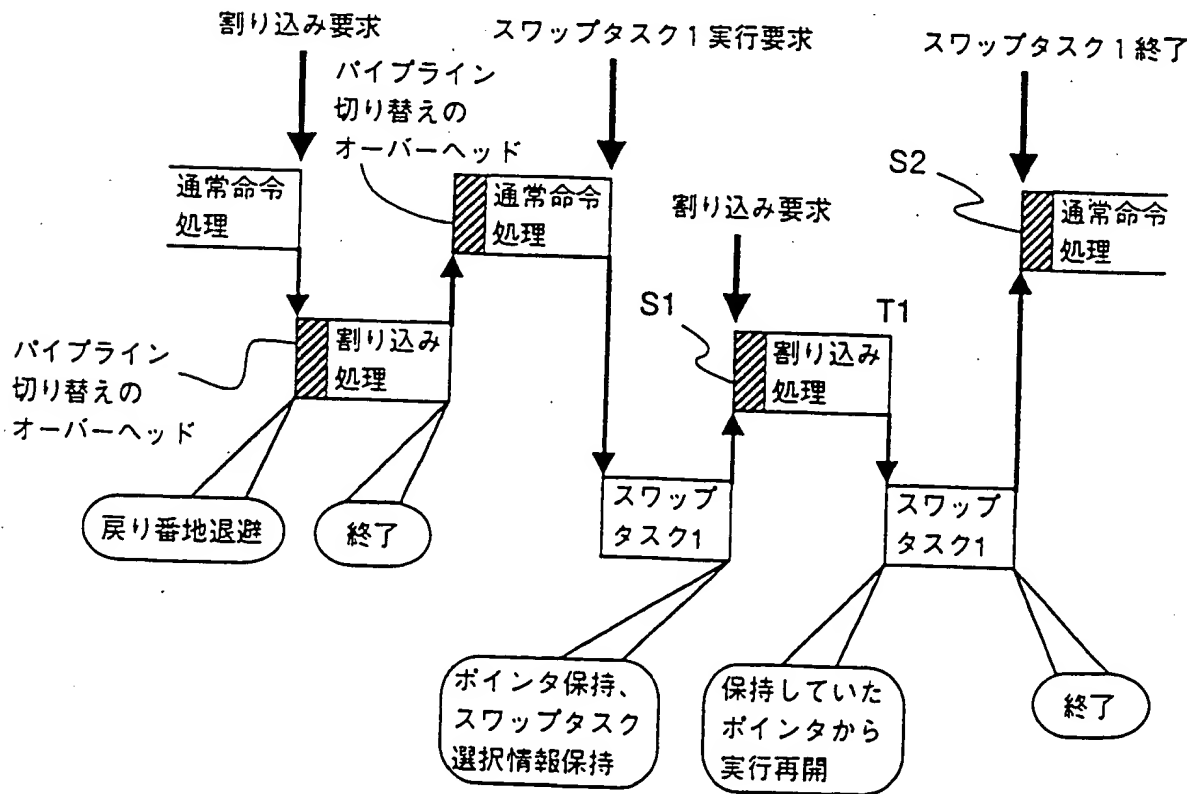 割り込み要求
スワップタスク1実行要求
スワップタスク1終了
パイプライン
切り替えの
オーバーヘッド
通常命令
処理
通常命令
処理
割り込み要求
S2
通常命令
処理
パイプライン
切り替えの
オーバーヘッド
割り込み
処理
S1
T1
割り込み
処理
戻り番地退避
終了
スワップ
タスク1
スワップ
タスク1
ポインタ保持、
スワップタスク
選択情報保持
保持していた
ポインタから
実行再開
終了